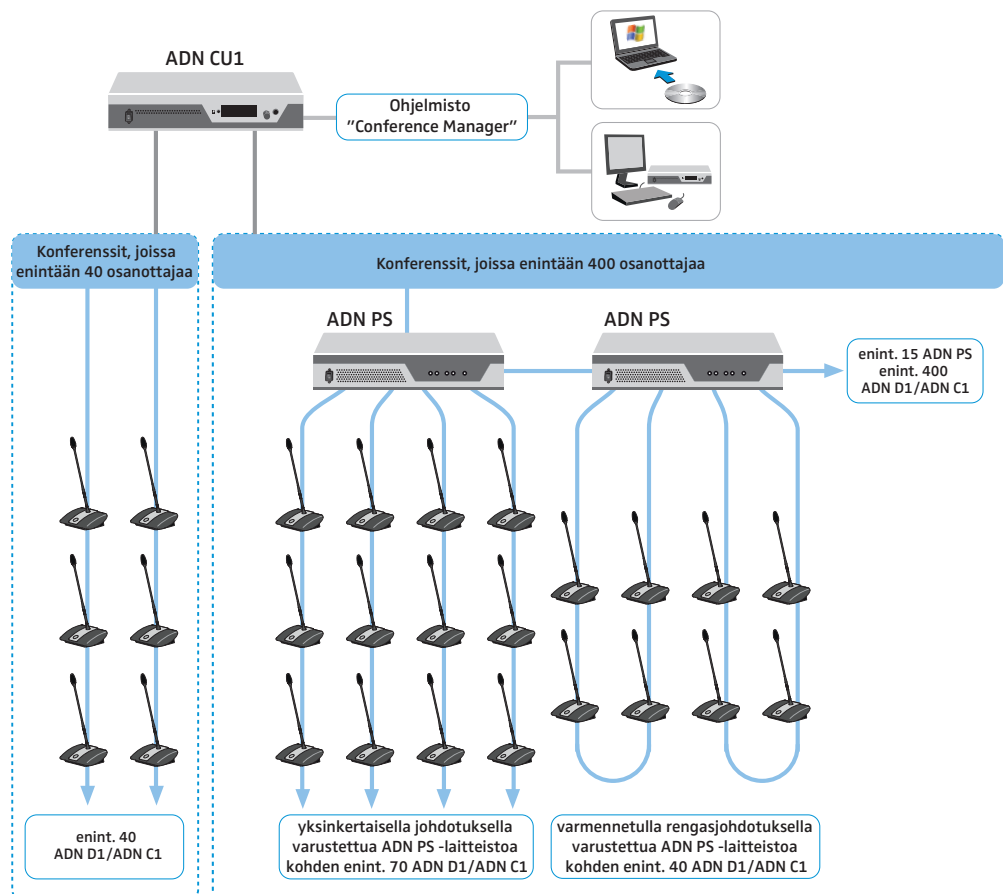 ADN CU1
Ohjelmisto
”Conference Manager”
Konferenssit, joissa
enintään 40 osanottajaa
Konferenssit, joissa enintään 400 osanottajaa
ADN PS
ADN PS
enint. 15 ADN PS
enint. 400
ADN D1/ADN C1
enint. 40
ADN D1/ADN C1
yksinkertaisella johdotuksella
varustettua ADN PS -laitteistoa
kohden enint. 70 ADN D1/ADN C1
varmennetulla rengasjohdotuksella
varustettua ADN PS -laitteistoa
kohden enint. 40 ADN D1/ADN C1